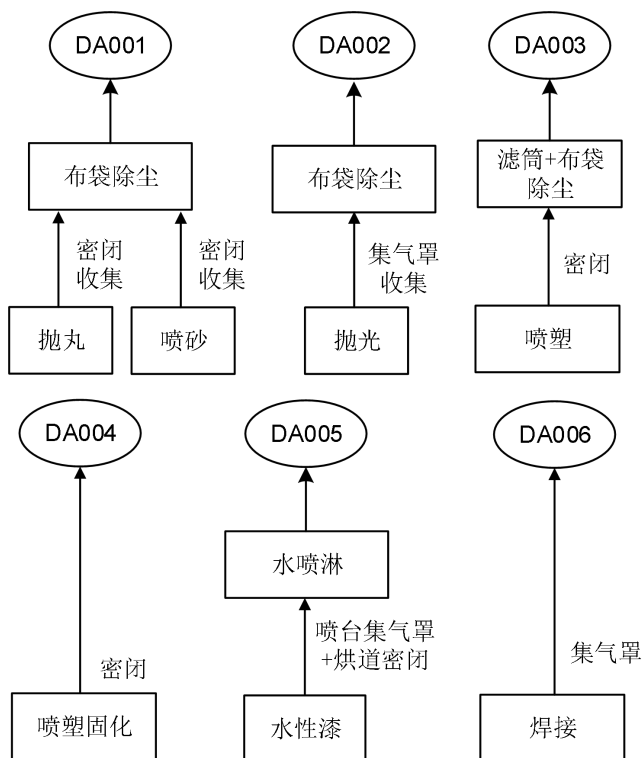 DA001
DA002
DA003
布袋除尘
布袋除尘
滤筒+布袋
除尘
密闭
收集
密闭
收集
集气罩
收集
密闭
抛丸
喷砂
抛光
喷塑
DA004
DA005
DA006
水喷淋
喷台集气罩
+烘道密闭
密闭
集气罩
喷塑固化
水性漆
焊接